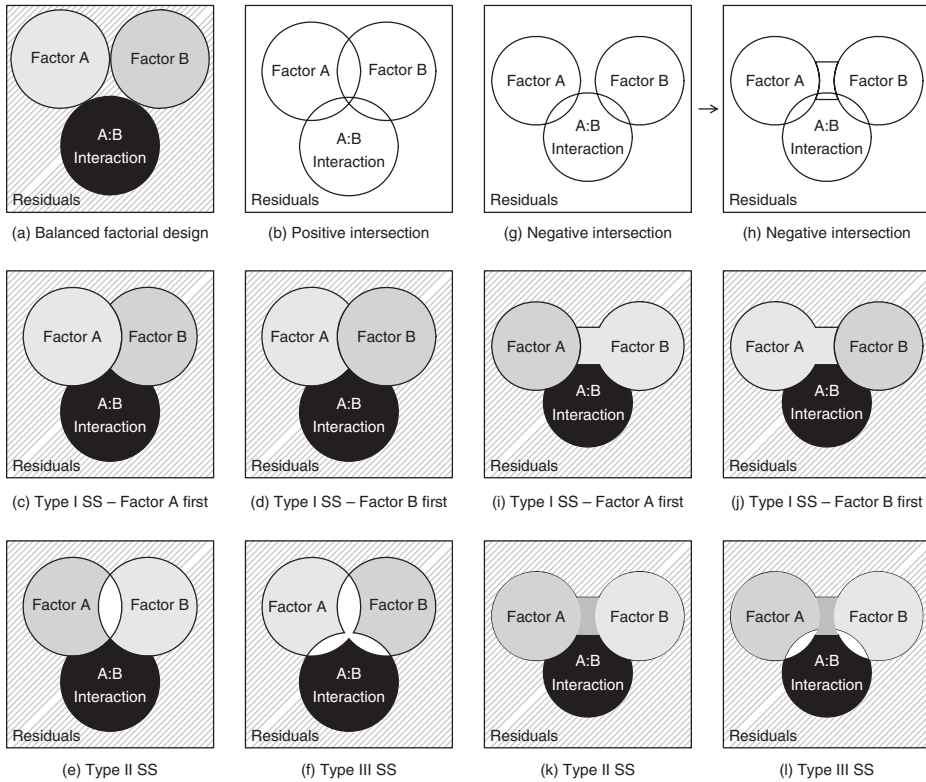 Factor A
Factor B
A:B
Interaction
Residuals
(a) Balanced factorial design
Factor A
Factor B
A:B
Interaction
Residuals
(b) Positive intersection
Factor A
Factor B
A:B
Interaction
Residuals
(g) Negative intersection
Factor A
Factor B
A:B
Interaction
Residuals
(h) Negative intersection
Factor A
Factor B
A:B
Interaction
Residuals
(c) Type I SS – Factor A first
Factor A
Factor B
A:B
Interaction
Residuals
(d) Type I SS – Factor B first
Factor A
Factor B
A:B
Interaction
Residuals
(i) Type I SS – Factor A first
Factor A
Factor B
A:B
Interaction
Residuals
(j) Type I SS – Factor B first
Factor A
Factor B
A:B
Interaction
Residuals
(e) Type II SS
Factor A
Factor B
A:B
Interaction
Residuals
(f) Type III SS
Factor A
Factor B
A:B
Interaction
Residuals
(k) Type II SS
Factor A
Factor B
A:B
Interaction
Residuals
(l) Type III SS